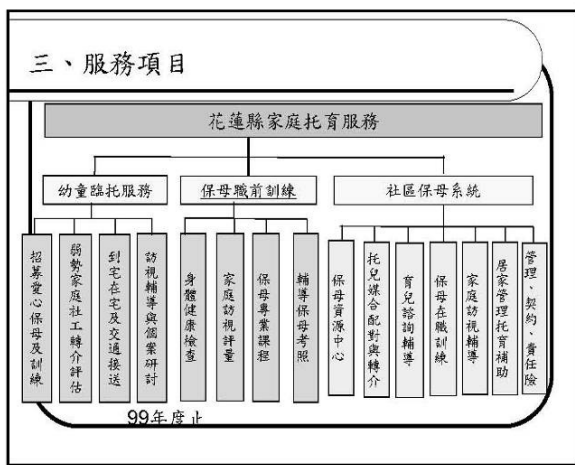 三、服務項目
花蓮縣家庭托育服務
幼童臨托服務
保母職前訓練
社區保母系統
招募愛心保母及訓練
弱勢家庭社工轉介評估
到宅在宅及交通接送
訪視輔導與個案研討
身體健康檢查
家庭訪視評量
保母專業課程
輔導保母考照
保母資源中心
托兒媒合配對與轉介
育兒諮詢輔導
保母在職訓練
家庭訪視輔導
居家管理托育補助
管理、契約、責任險
99年度止